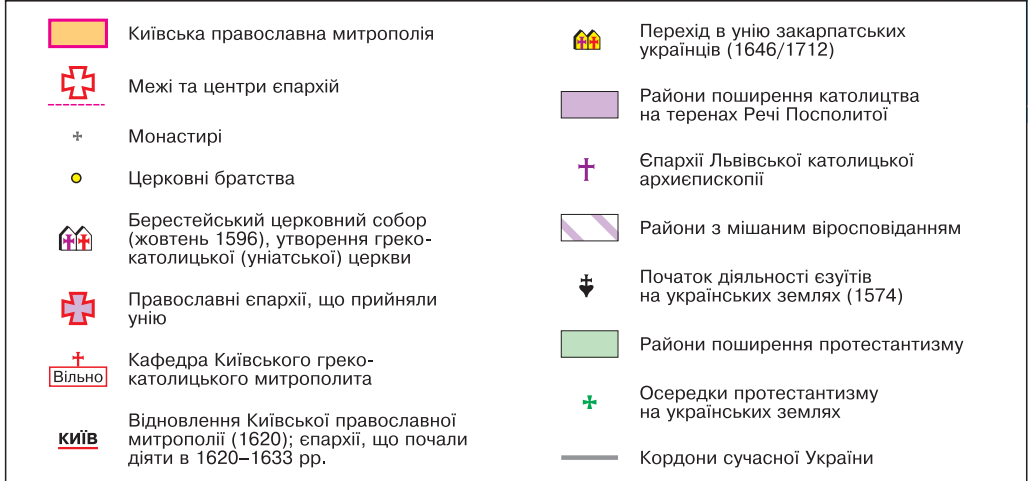 Київська православна митрополія
Межі та центри єпархій
Монастирі
Церковні братства
Берестейський церковний собор
(жовтень 1596), утворення греко-
католицької (уніатської) церкви
Православні єпархії, що прийняли
унію
Вільно
Кафедра Київського греко-
католицького митрополита
КИЇВ
Відновлення Київської православної
митрополії (1620); єпархії, що почали
діяти в 1620–1633 рр.
Перехід в унію закарпатських
українців (1646/1712)
Райони поширення католицтва
на теренах Речі Посполитої
Єпархії Львівської католицької
архиєпископії
Райони з мішаним віросповіданням
Початок діяльності єзуїтів
на українських землях (1574)
Райони поширення протестантизму
Осередки протестантизму
на українських землях
Кордони сучасної України